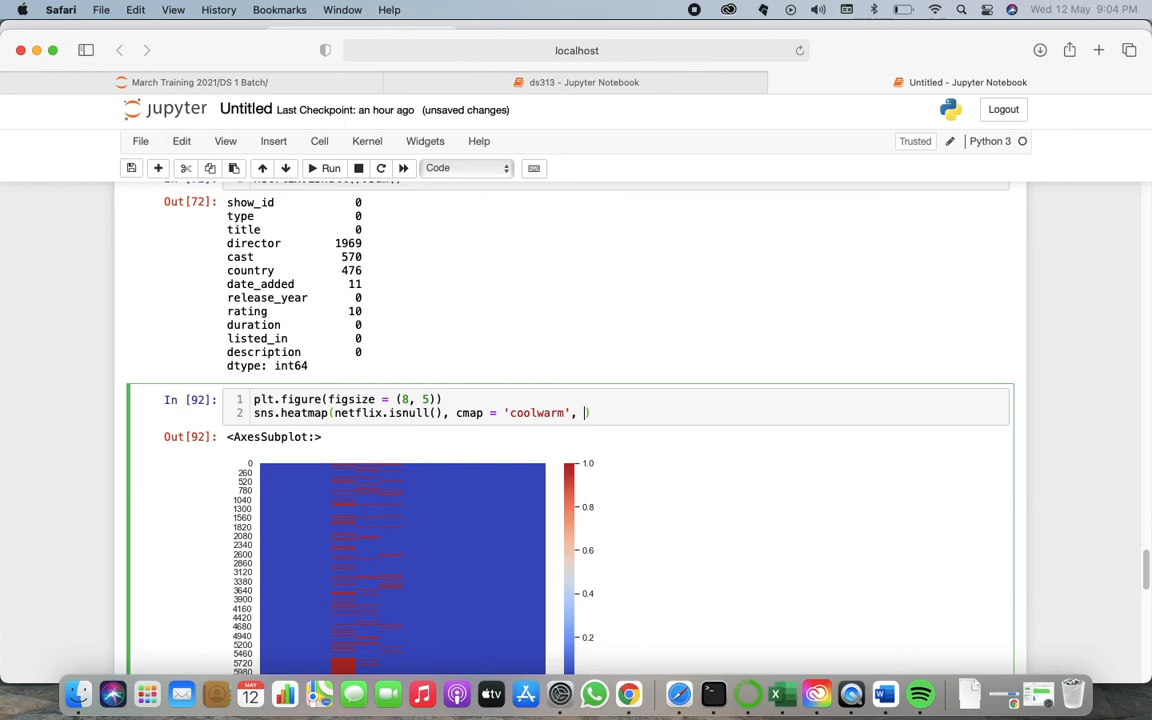 Safari File Edit View History Bookmarks Window Help Wed 12 May 9:04 PM
localhost
March Training 2021/DS 1 Batch/ ds313 - Jupyter Notebook Untitled - Jupyter Notebook
jupyter Untitled Last Checkpoint: an hour ago (unsaved changes) Logout
File Edit View Insert Cell Kernel Widgets Help Trusted Python 3
Run Code
Out[72]: show_id 0
type 0
title 0
director 1969
cast 570
country 476
date_added 11
release_year 0
rating 10
duration 0
listed_in 0
description 0
dtype: int64
In [92]: 1 plt.figure(figsize = (8, 5))
2 sns.heatmap(netflix.isnull(), cmap = 'coolwarm', )
Out[92]: <AxesSubplot:>
0
260
520
780
1040
1300
1560
1820
2080
2340
2600
2860
3120
3380
3640
3900
4160
4420
4680
4940
5200
5460
5720
5980
1.0
0.8
0.6
0.4
0.2
MAY
12
tv